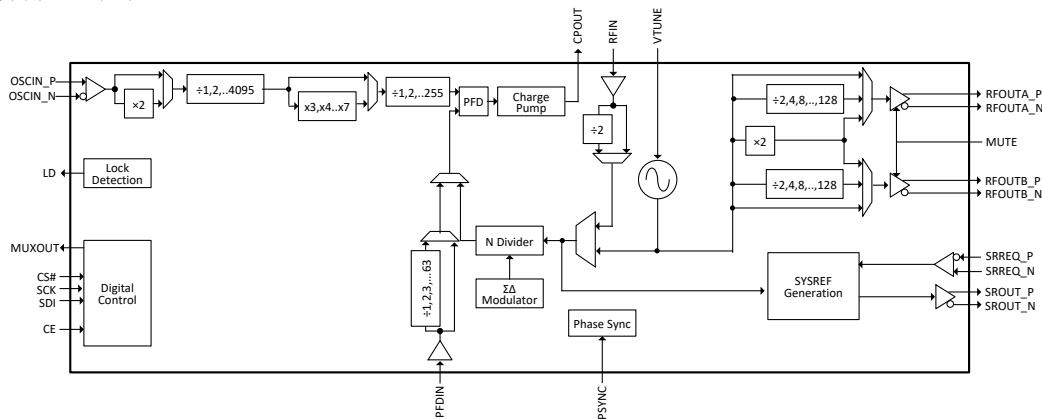 CPOUT
RFIN
VTUNE
OSCIN_P
OSCIN_N
×2
÷1,2,..4095
x3,x4..x7
÷1,2,..255
PFD
Charge
Pump
÷2
÷2,4,8,..,128
×2
÷2,4,8,..,128
RFOUTA_P
RFOUTA_N
MUTE
RFOUTB_P
RFOUTB_N
LD
Lock
Detection
MUXOUT
CS#
SCK
SDI
CE
Digital
Control
÷1,2,3,...63
N Divider
ΣΔ
Modulator
Phase Sync
SYSREF
Generation
SRREQ_P
SRREQ_N
SROUT_P
SROUT_N
PFDIN
PSYNC